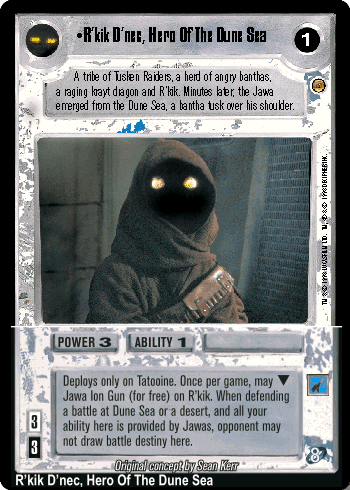 •R'kik D'nec, Hero Of The Dune Sea
1
A tribe of Tusken Raiders, a herd of angry banthas,
a raging krayt dragon and R'kik. Minutes later, the Jawa
emerged from the Dune Sea, a bantha tusk over his shoulder.
POWER 3 ABILITY 1
Deploys only on Tatooine. Once per game, may ▼
Jawa Ion Gun (for free) on R'kik. When defending
a battle at Dune Sea or a desert, and all your
ability here is provided by Jawas, opponent may
not draw battle destiny here.
3
3
Original concept by Sean Kerr
R'kik D'nec, Hero Of The Dune Sea